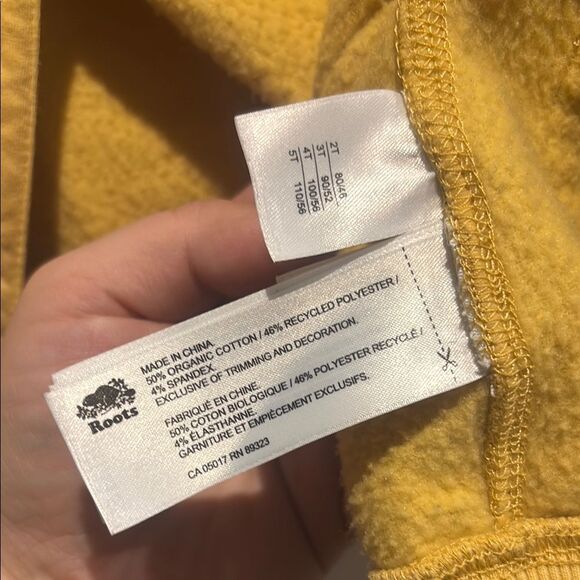 2T 80/46
3T 90/52
4T 100/56
5T 110/56
Roots
MADE IN CHINA.
50% ORGANIC COTTON / 46% RECYCLED POLYESTER /
4% SPANDEX.
EXCLUSIVE OF TRIMMING AND DECORATION.
FABRIQUÉ EN CHINE.
50% COTON BIOLOGIQUE / 46% POLYESTER RECYCLÉ /
4% ÉLASTHANNE.
GARNITURE ET EMPIÈCEMENT EXCLUSIFS.
CA 05017 RN 89323